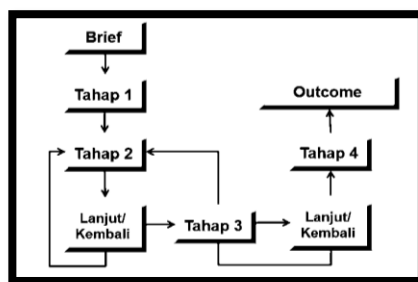 Brief
Tahap 1
Tahap 2
Lanjut/
Kembali
Tahap 3
Lanjut/
Kembali
Tahap 4
Outcome